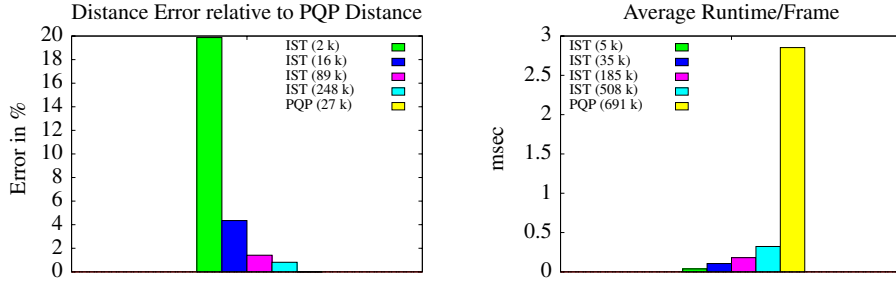 Distance Error relative to PQP Distance
Error in %
20
18
16
14
12
10
8
6
4
2
0
IST (2 k)
IST (16 k)
IST (89 k)
IST (248 k)
PQP (27 k)
Average Runtime/Frame
msec
3
2.5
2
1.5
1
0.5
0
IST (5 k)
IST (35 k)
IST (185 k)
IST (508 k)
PQP (691 k)